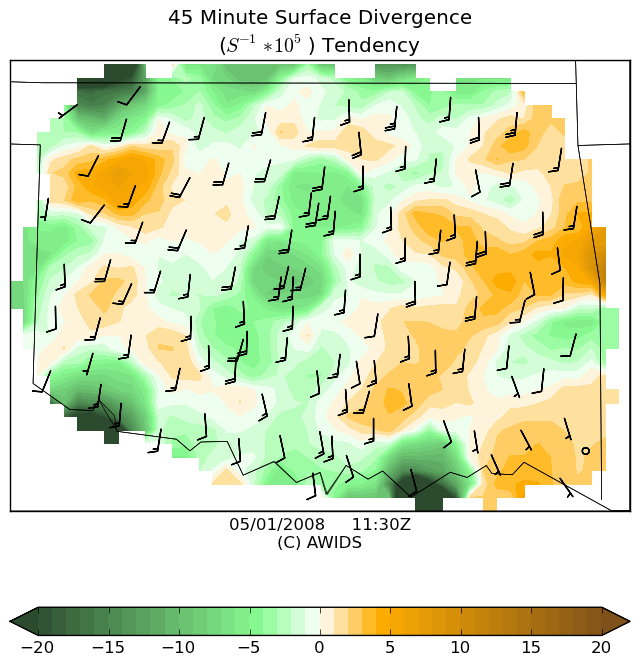 45 Minute Surface Divergence
(S⁻¹ *10⁵ ) Tendency
05/01/2008 11:30Z
(C) AWIDS
−20 −15 −10 −5 0 5 10 15 20